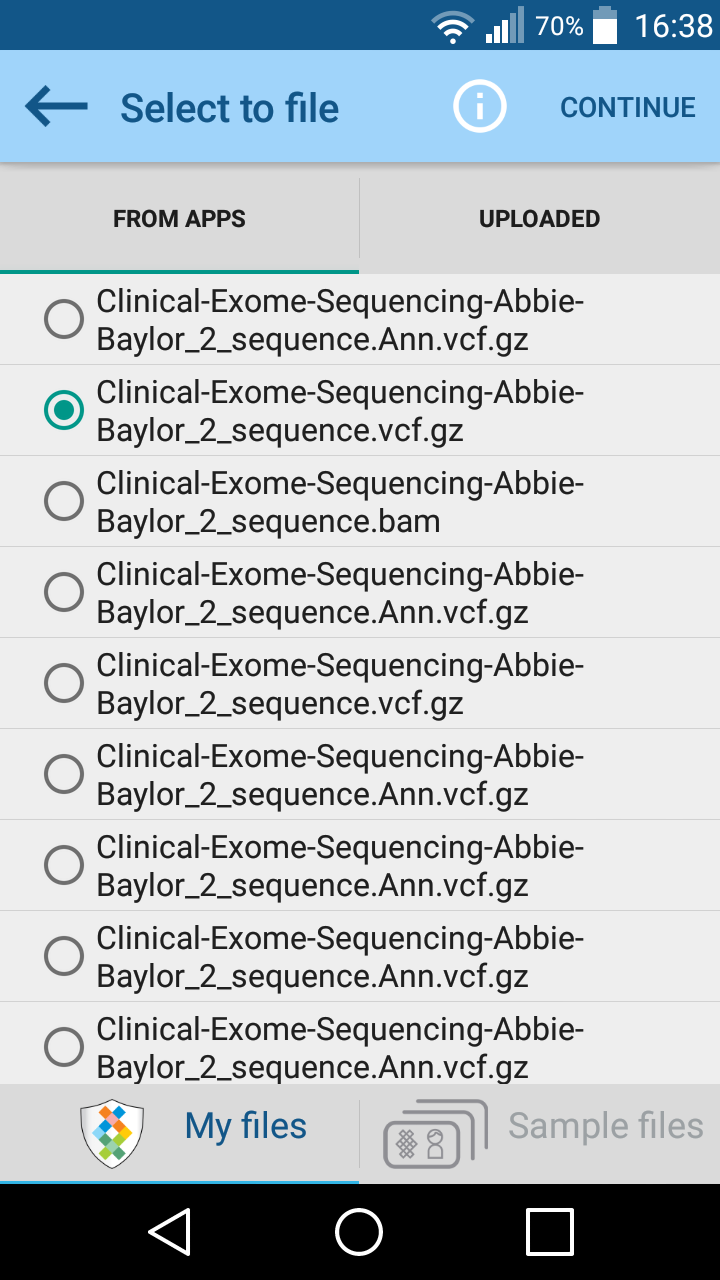 70% 16:38
Select to file CONTINUE
FROM APPS UPLOADED
Clinical-Exome-Sequencing-Abbie-
Baylor_2_sequence.Ann.vcf.gz
Clinical-Exome-Sequencing-Abbie-
Baylor_2_sequence.vcf.gz
Clinical-Exome-Sequencing-Abbie-
Baylor_2_sequence.bam
Clinical-Exome-Sequencing-Abbie-
Baylor_2_sequence.Ann.vcf.gz
Clinical-Exome-Sequencing-Abbie-
Baylor_2_sequence.vcf.gz
Clinical-Exome-Sequencing-Abbie-
Baylor_2_sequence.Ann.vcf.gz
Clinical-Exome-Sequencing-Abbie-
Baylor_2_sequence.Ann.vcf.gz
Clinical-Exome-Sequencing-Abbie-
Baylor_2_sequence.Ann.vcf.gz
Clinical-Exome-Sequencing-Abbie-
Baylor_2_sequence.Ann.vcf.gz
My files Sample files